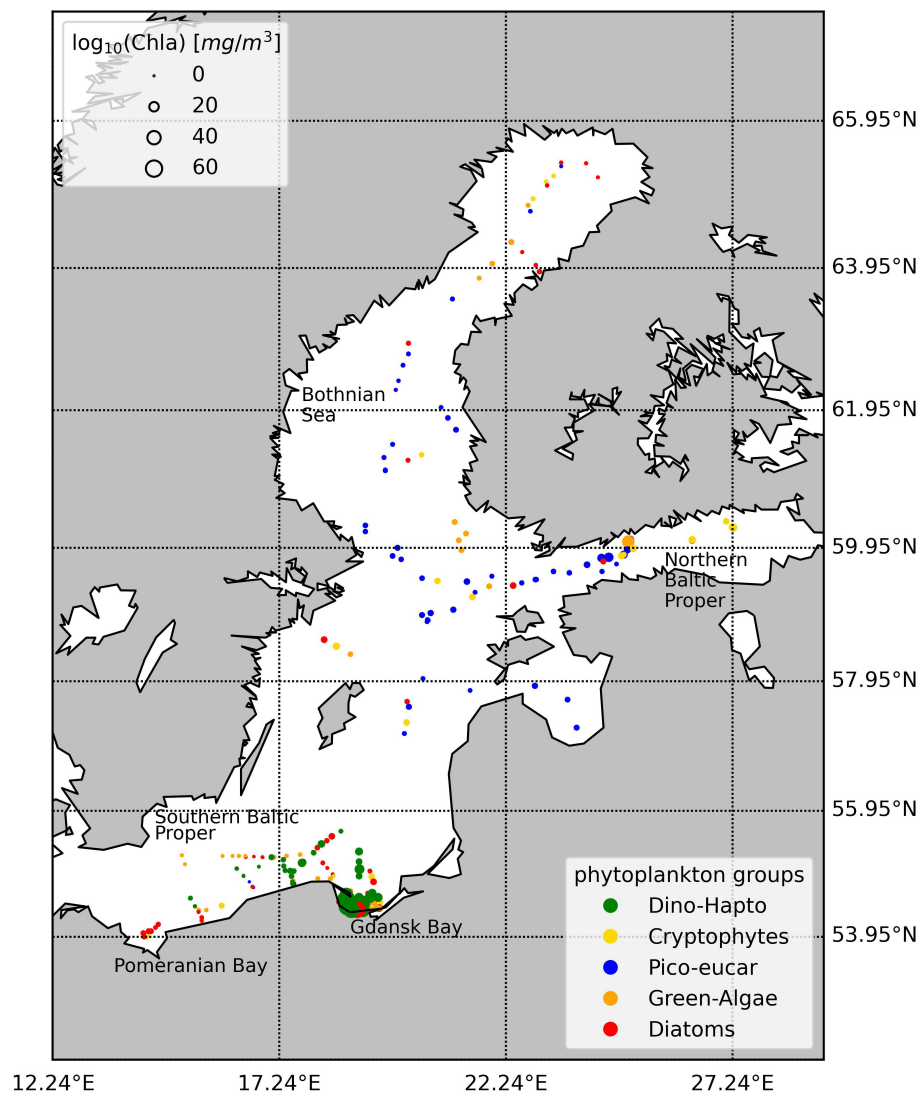 log₁₀(Chla) [mg/m³]
0
20
40
60
65.95°N
63.95°N
Bothnian
Sea
61.95°N
59.95°N
Northern
Baltic
Proper
57.95°N
55.95°N
Southern Baltic
Proper
phytoplankton groups
Dino-Hapto
Cryptophytes
Pico-eucar
Green-Algae
Diatoms
Gdansk Bay
53.95°N
Pomeranian Bay
12.24°E
17.24°E
22.24°E
27.24°E